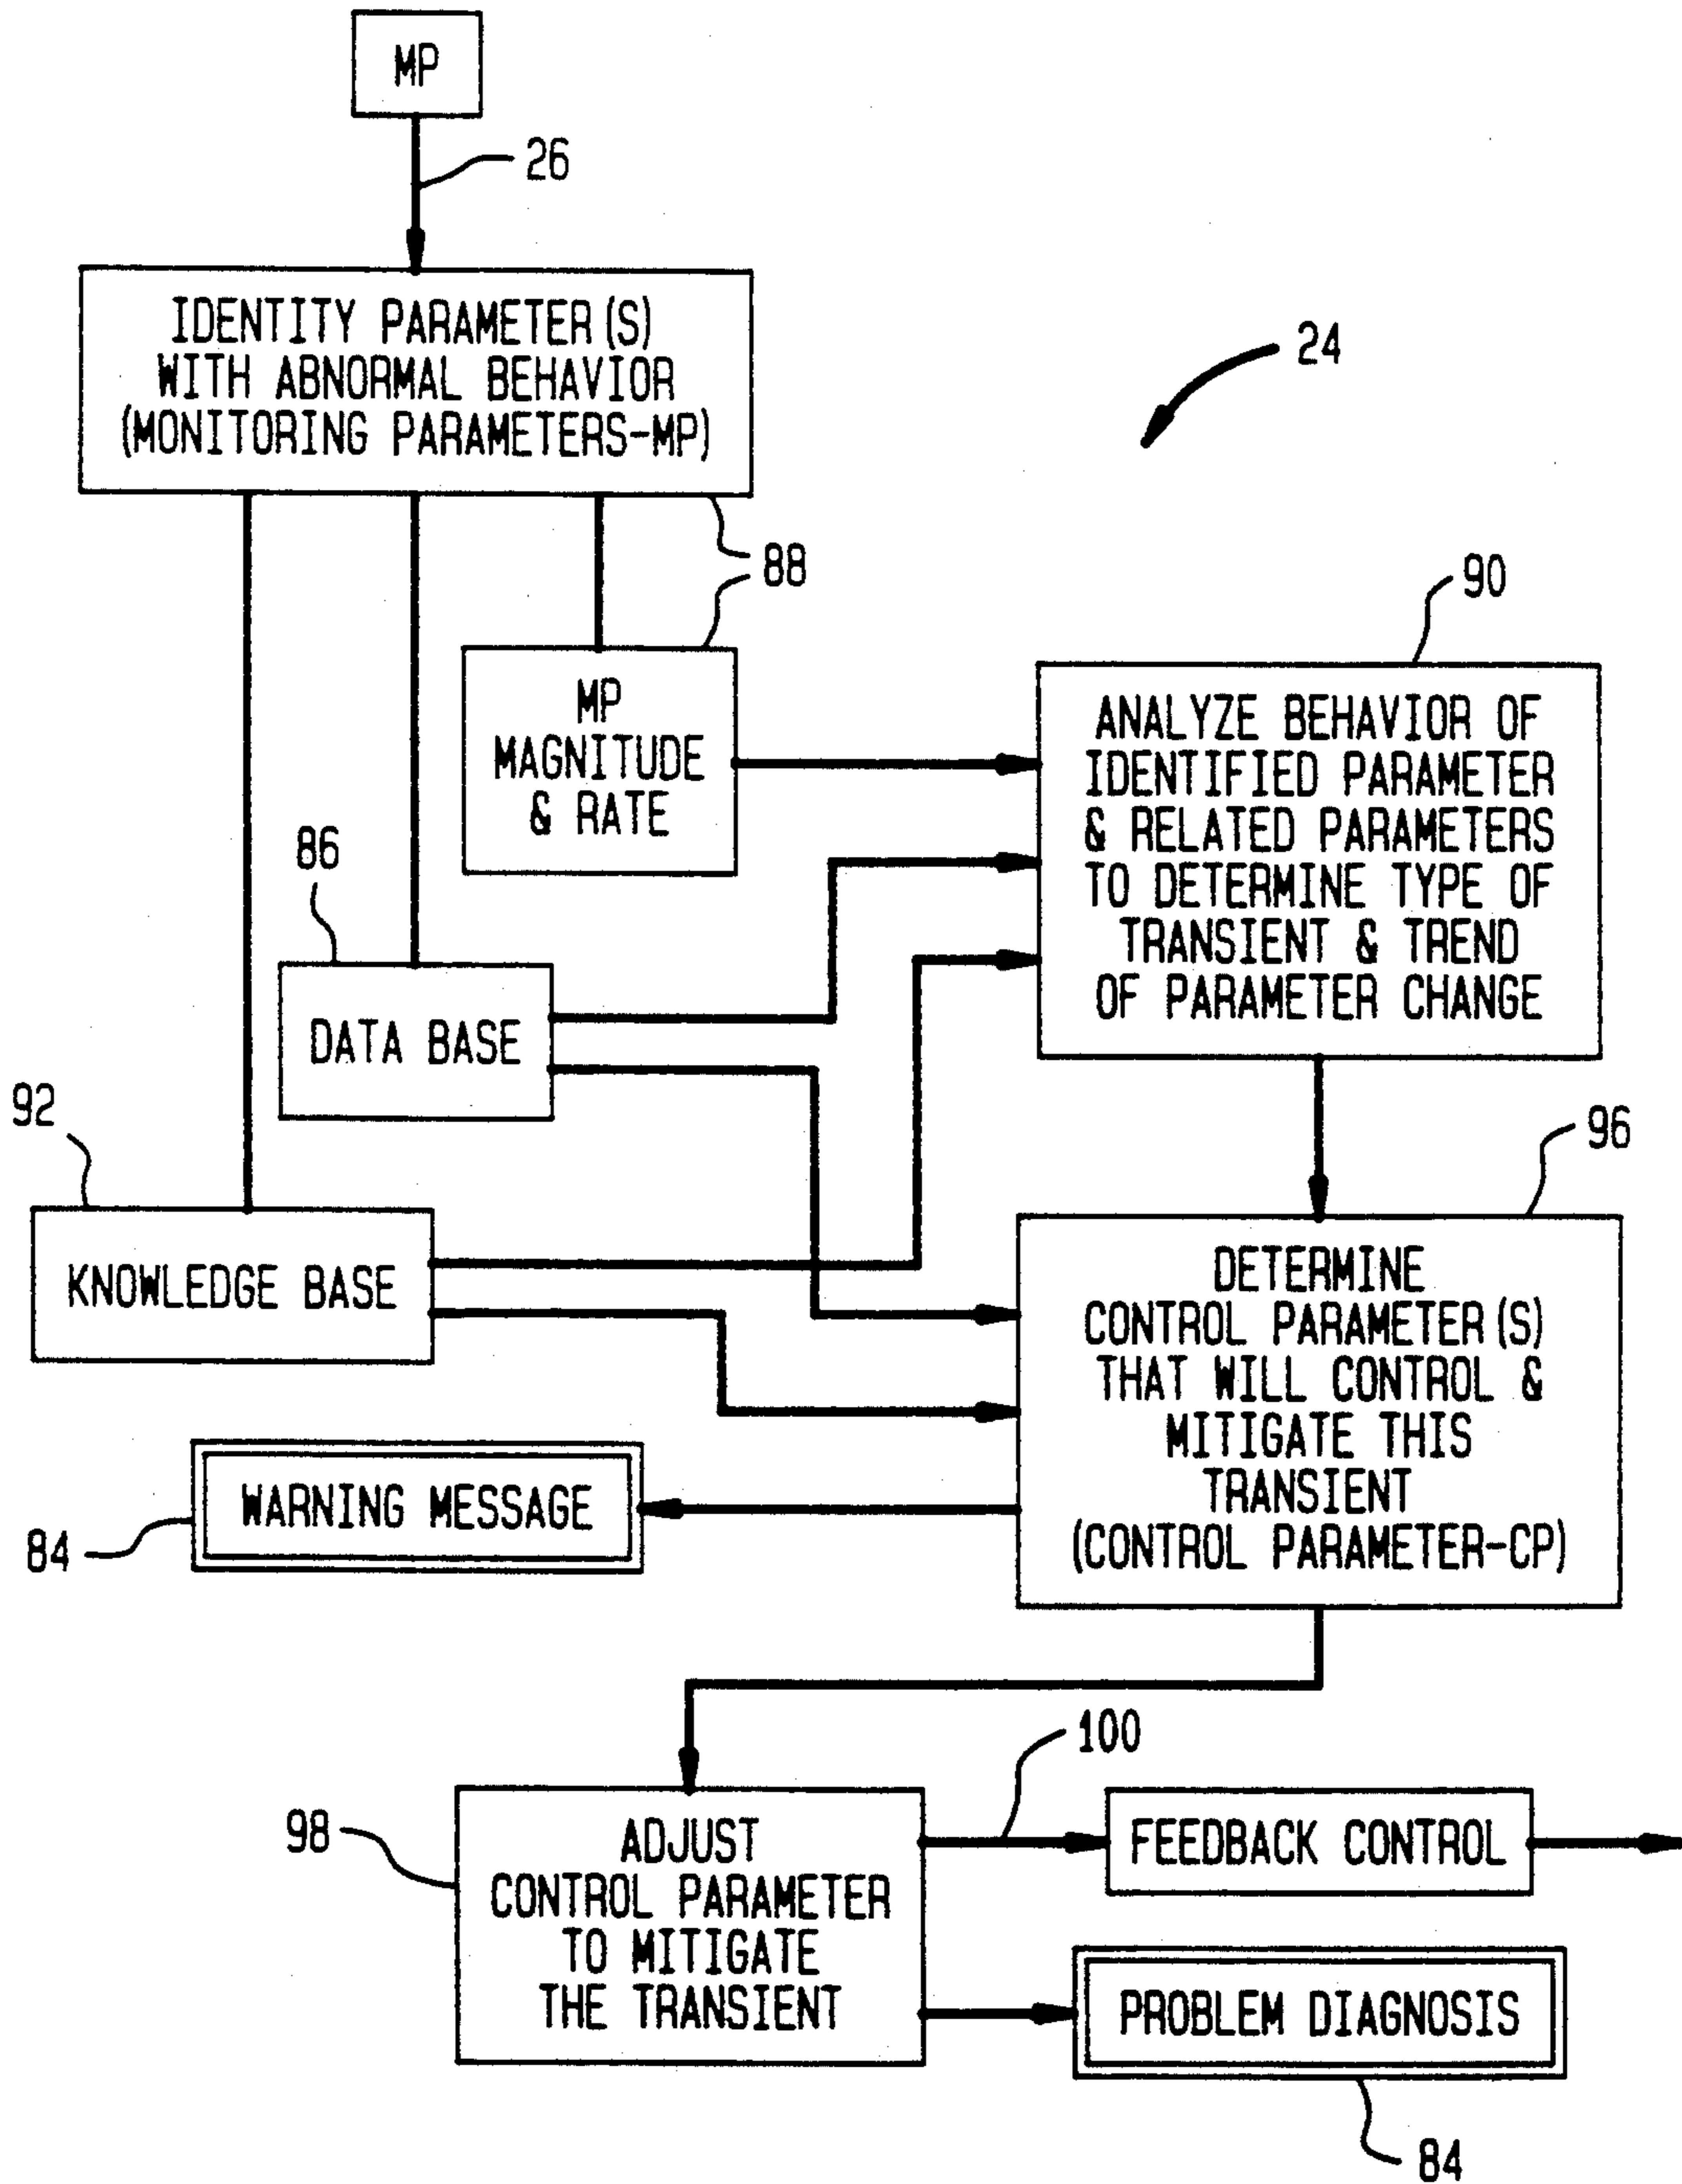 MP
26
IDENTITY PARAMETER(S)
WITH ABNORMAL BEHAVIOR
(MONITORING PARAMETERS-MP)
24
88
90
MP
MAGNITUDE
& RATE
ANALYZE BEHAVIOR OF
IDENTIFIED PARAMETER
& RELATED PARAMETERS
TO DETERMINE TYPE OF
TRANSIENT & TREND
OF PARAMETER CHANGE
86
DATA BASE
92
96
KNOWLEDGE BASE
DETERMINE
CONTROL PARAMETER(S)
THAT WILL CONTROL &
MITIGATE THIS
TRANSIENT
(CONTROL PARAMETER-CP)
WARNING MESSAGE
84
100
98
ADJUST
CONTROL PARAMETER
TO MITIGATE
THE TRANSIENT
FEEDBACK CONTROL
PROBLEM DIAGNOSIS
84